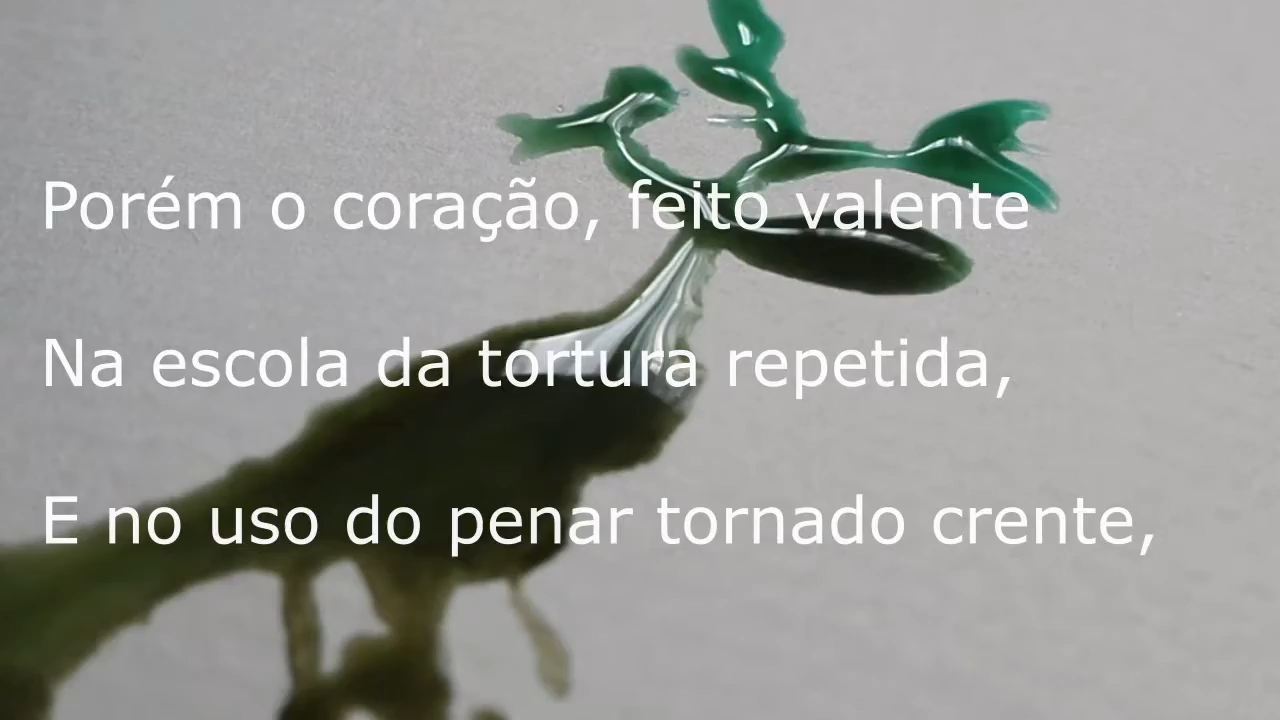 Porém o coração, feito valente
Na escola da tortura repetida,
E no uso do penar tornado crente,